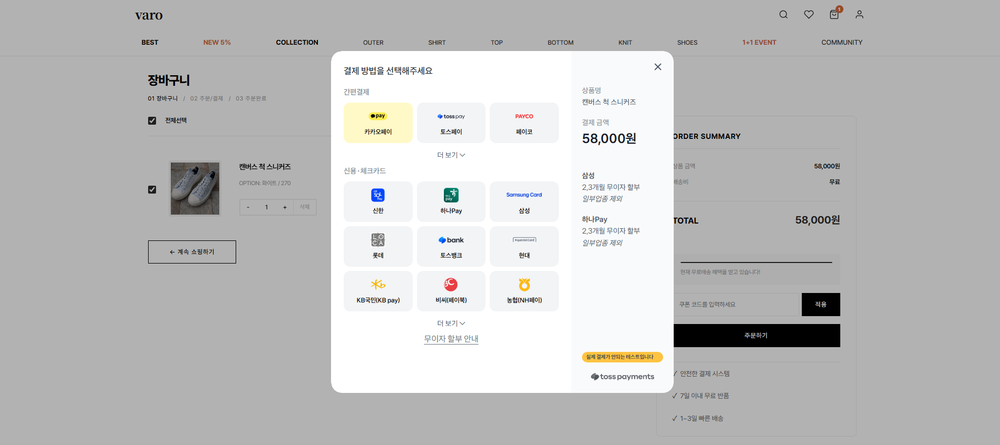 varo
1
BEST
NEW 5%
COLLECTION
OUTER
SHIRT
TOP
BOTTOM
KNIT
SHOES
1+1 EVENT
COMMUNITY
장바구니
01 장바구니 / 02 주문/결제 / 03 주문완료
전체선택
캔버스 척 스니커즈
OPTION: 화이트 / 270
- 1 + 삭제
← 계속 쇼핑하기
결제 방법을 선택해주세요
간편결제
pay
카카오페이
toss pay
토스페이
PAYCO
페이코
더 보기
신용·체크카드
SOL
Pay
신한
하나
pay
하나Pay
Samsung Card
삼성
LOCA
롯데
bank
토스뱅크
Hyundai Card
현대
Kb
KB국민(KB pay)
비씨(페이북)
농협(NH페이)
더 보기
무이자 할부 안내
상품명
캔버스 척 스니커즈
결제 금액
58,000원
삼성
2,3개월 무이자 할부
일부업종 제외
하나Pay
2,3개월 무이자 할부
일부업종 제외
실제 결제가 안되는 테스트입니다
toss payments
ORDER SUMMARY
상품 금액 58,000원
배송비 무료
TOTAL 58,000원
현재 무료배송 혜택을 받고 있습니다!
쿠폰 코드를 입력하세요 적용
주문하기
✓ 안전한 결제 시스템
✓ 7일 이내 무료 반품
✓ 1~3일 빠른 배송